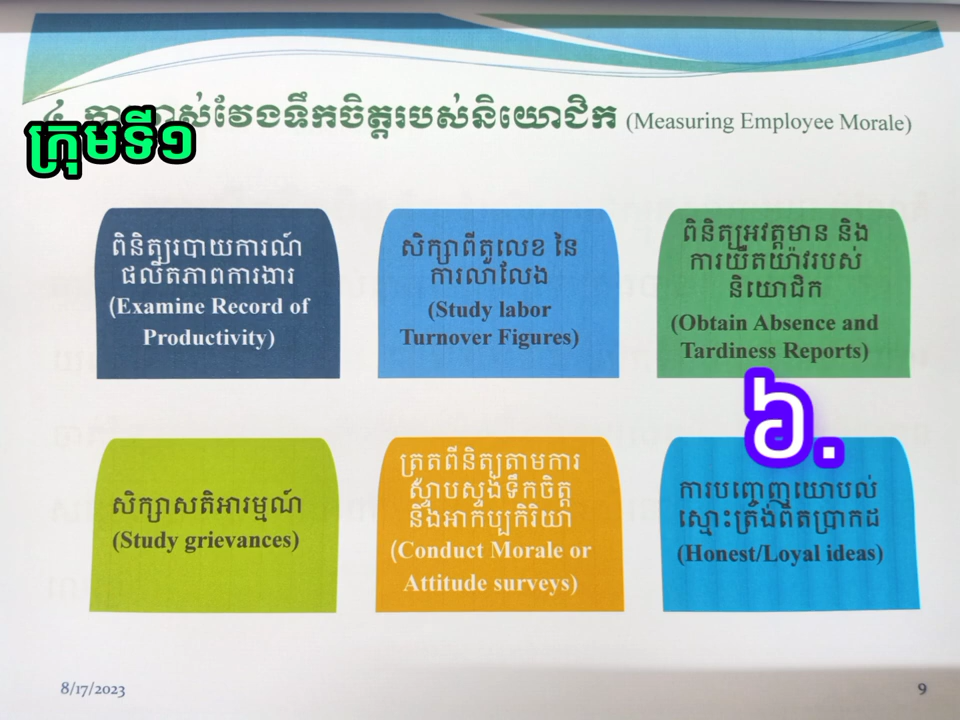 ៤. ការវាស់វែងទឹកចិត្តរបស់និយោជិក (Measuring Employee Morale)
ក្រុមទី១
ពិនិត្យរបាយការណ៍
ផលិតភាពការងារ
(Examine Record of
Productivity)
សិក្សាពីតួលេខ នៃ
ការលាលែង
(Study labor
Turnover Figures)
ពិនិត្យអវត្តមាន និង
ការយឺតយ៉ាវរបស់
និយោជិក
(Obtain Absence and
Tardiness Reports)
សិក្សាសតិអារម្មណ៍
(Study grievances)
ត្រួតពីនិត្យតាមការ
ស្ទាបស្ទង់ទឹកចិត្ត
និងអាកប្បកិរិយា
(Conduct Morale or
Attitude surveys)
៦.
ការបញ្ចេញយោបល់
ស្មោះត្រង់ពិតប្រាកដ
(Honest/Loyal ideas)
8/17/2023
9